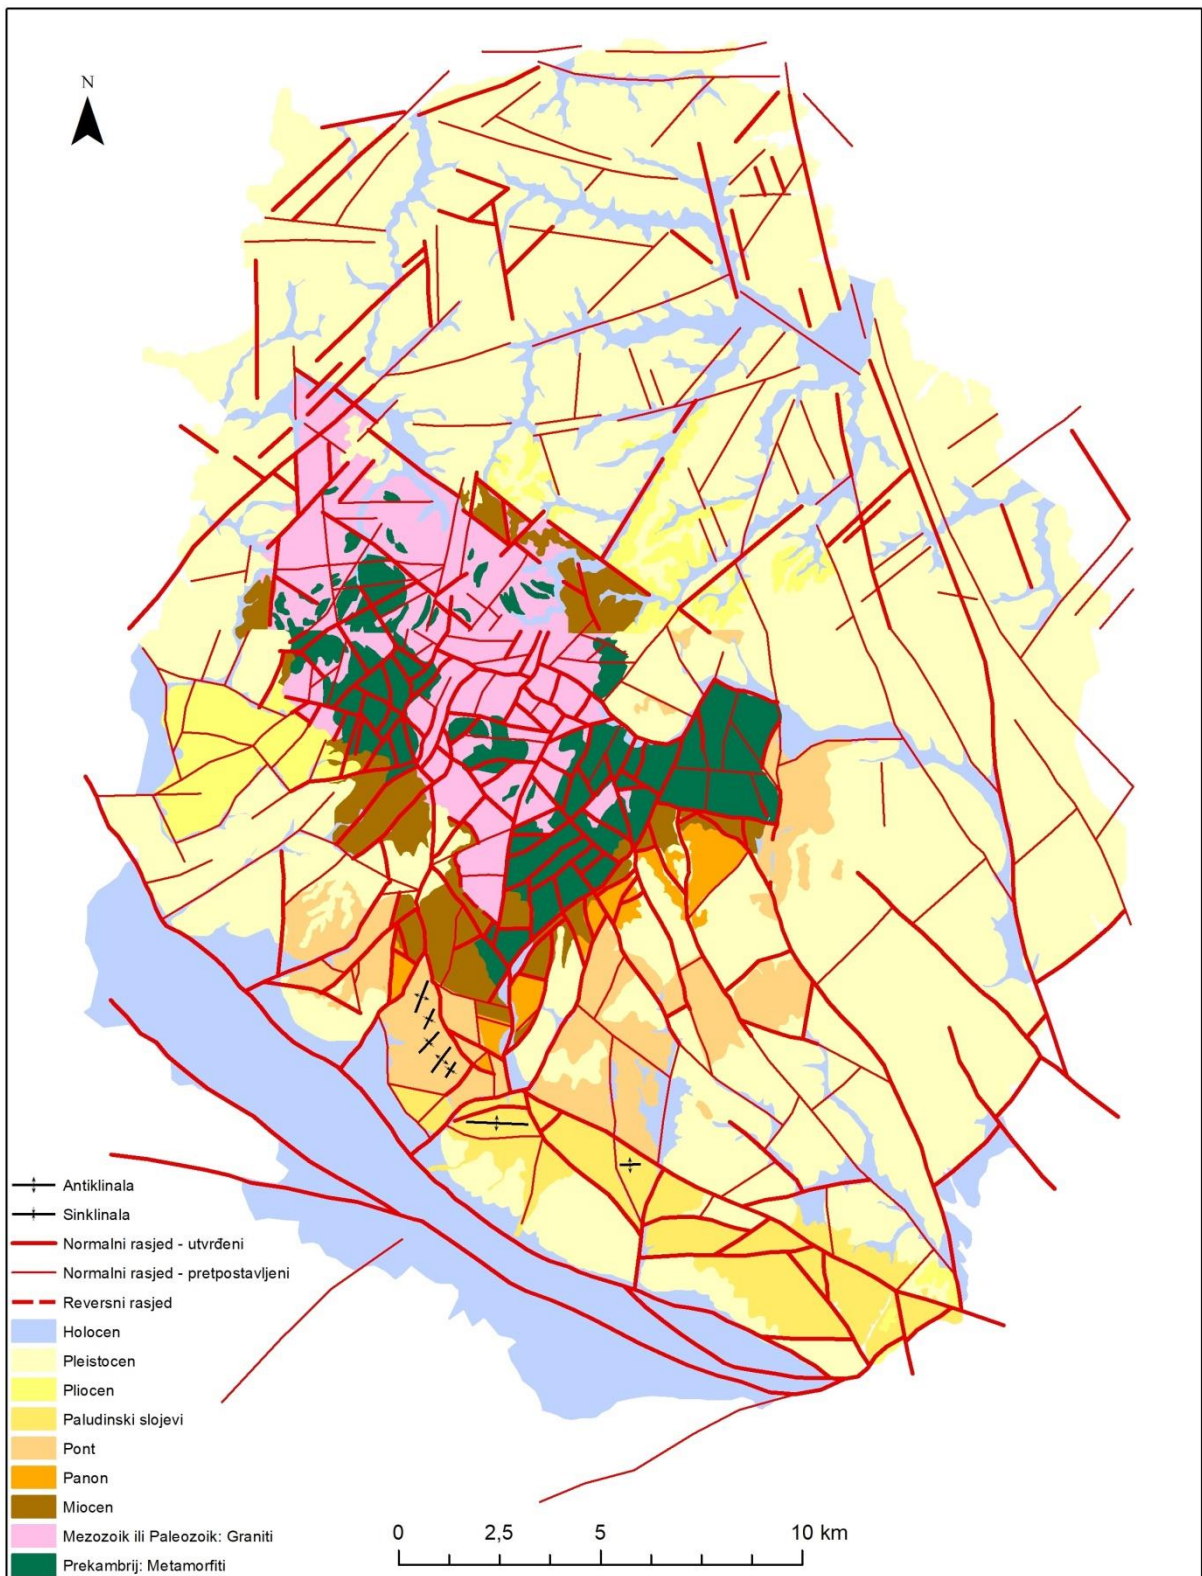 N
Antiklinala
Sinklinala
Normalni rasjed - utvrđeni
Normalni rasjed - pretpostavljeni
Reversni rasjed
Holocen
Pleistocen
Pliocen
Paludinski slojevi
Pont
Panon
Miocen
Mezozoik ili Paleozoik: Graniti
Prekambrij: Metamorfiti
0 2,5 5 10 km